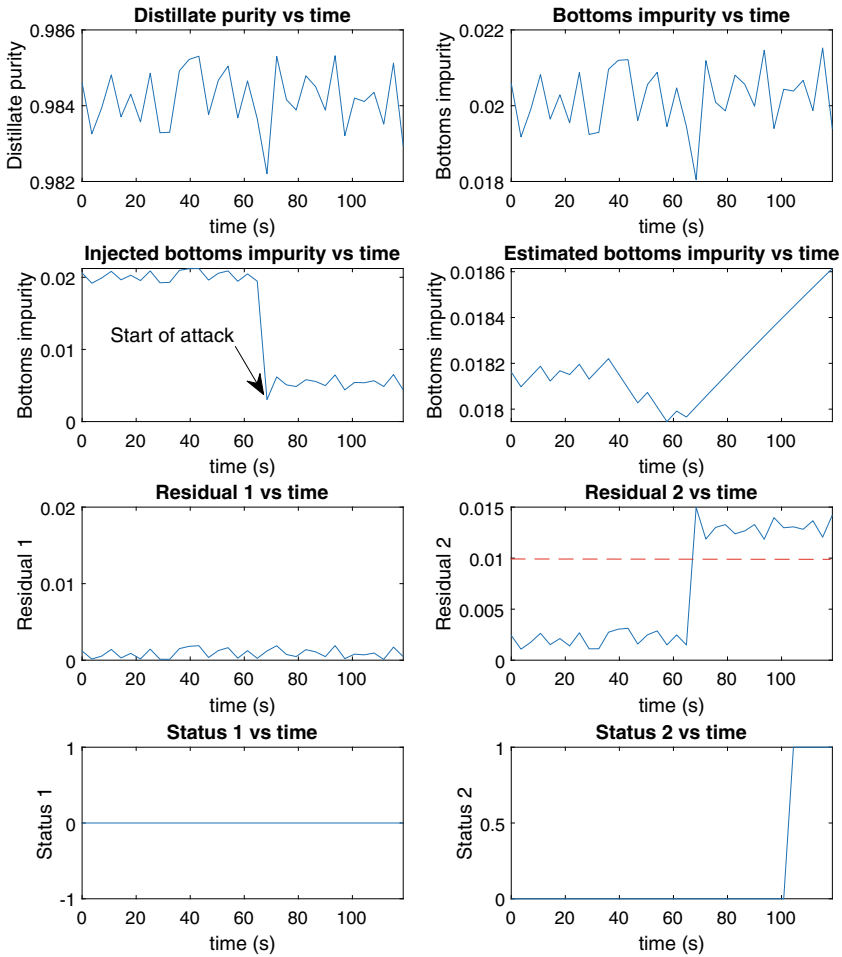 Distillate purity vs time
0.986
0.984
0.982
Distillate purity
0 20 40 60 80 100
time (s)
Bottoms impurity vs time
0.022
0.02
0.018
Bottoms impurity
0 20 40 60 80 100
time (s)
Injected bottoms impurity vs time
0.02
0.01
0
Bottoms impurity
Start of attack
0 20 40 60 80 100
time (s)
Estimated bottoms impurity vs time
0.0186
0.0184
0.0182
0.018
Bottoms impurity
0 20 40 60 80 100
time (s)
Residual 1 vs time
0.02
0.01
0
Residual 1
0 20 40 60 80 100
time (s)
Residual 2 vs time
0.015
0.01
0.005
0
Residual 2
0 20 40 60 80 100
time (s)
Status 1 vs time
1
0
-1
Status 1
0 20 40 60 80 100
time (s)
Status 2 vs time
1
0.5
0
Status 2
0 20 40 60 80 100
time (s)